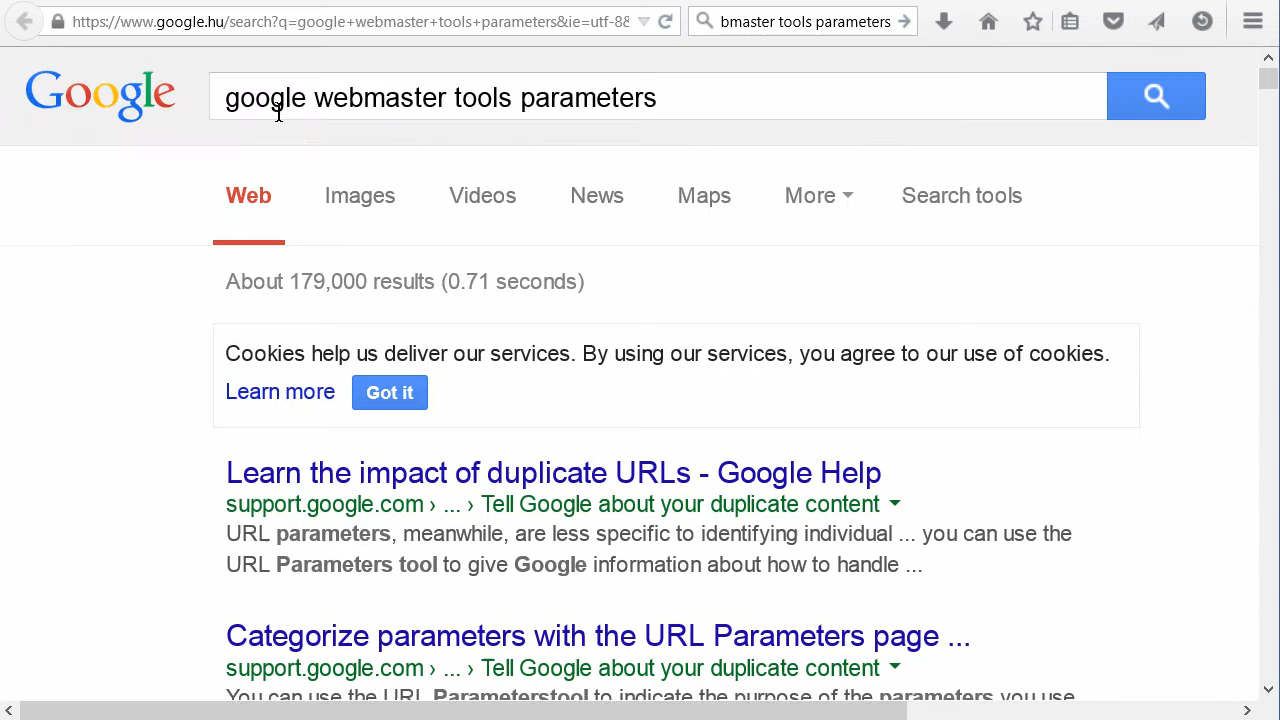 https://www.google.hu/search?q=google+webmaster+tools+parameters&ie=utf-8&
bmaster tools parameters
Google
google webmaster tools parameters
Web Images Videos News Maps More Search tools
About 179,000 results (0.71 seconds)
Cookies help us deliver our services. By using our services, you agree to our use of cookies.
Learn more Got it
Learn the impact of duplicate URLs - Google Help
support.google.com › ... › Tell Google about your duplicate content
URL parameters, meanwhile, are less specific to identifying individual ... you can use the
URL Parameters tool to give Google information about how to handle ...
Categorize parameters with the URL Parameters page ...
support.google.com › ... › Tell Google about your duplicate content
You can use the URL Parameterstool to indicate the purpose of the parameters you use